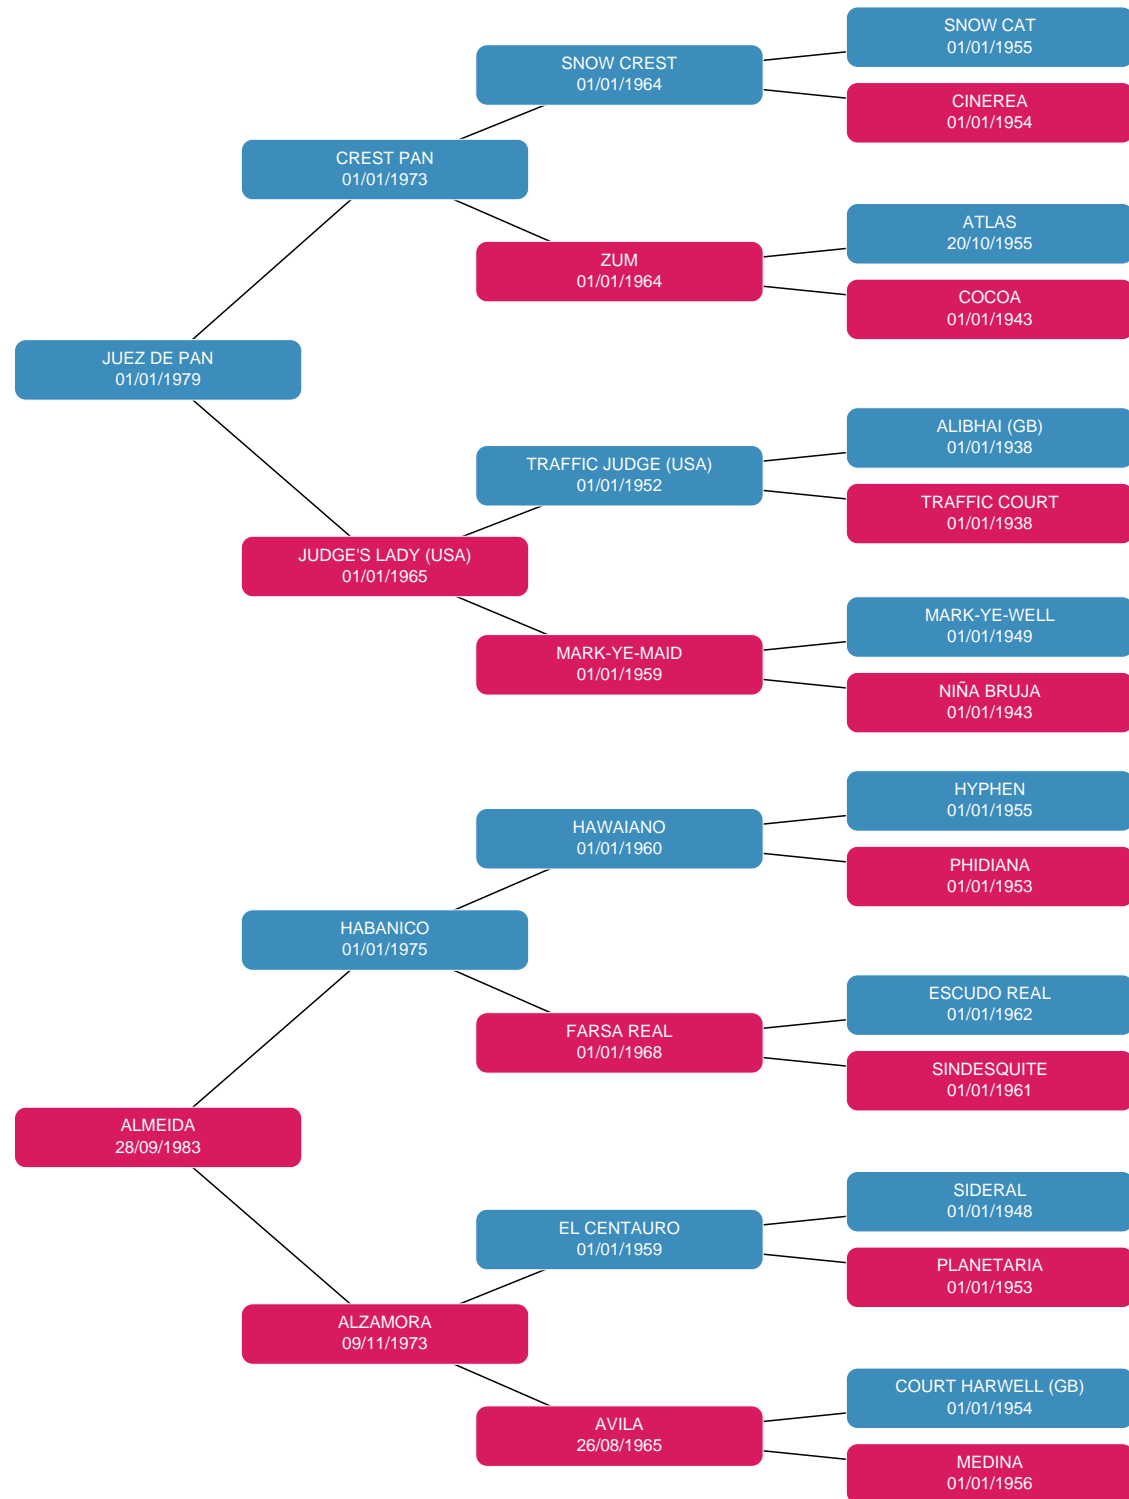 SNOW CAT
01/01/1955
SNOW CREST
01/01/1964
CINEREA
01/01/1954
CREST PAN
01/01/1973
ATLAS
20/10/1955
ZUM
01/01/1964
COCOA
01/01/1943
JUEZ DE PAN
01/01/1979
ALIBHAI (GB)
01/01/1938
TRAFFIC JUDGE (USA)
01/01/1952
TRAFFIC COURT
01/01/1938
JUDGE'S LADY (USA)
01/01/1965
MARK-YE-WELL
01/01/1949
MARK-YE-MAID
01/01/1959
NIÑA BRUJA
01/01/1943
HYPHEN
01/01/1955
HAWAIANO
01/01/1960
PHIDIANA
01/01/1953
HABANICO
01/01/1975
ESCUDO REAL
01/01/1962
FARSA REAL
01/01/1968
SINDESQUITE
01/01/1961
ALMEIDA
28/09/1983
SIDERAL
01/01/1948
EL CENTAURO
01/01/1959
PLANETARIA
01/01/1953
ALZAMORA
09/11/1973
COURT HARWELL (GB)
01/01/1954
AVILA
26/08/1965
MEDINA
01/01/1956